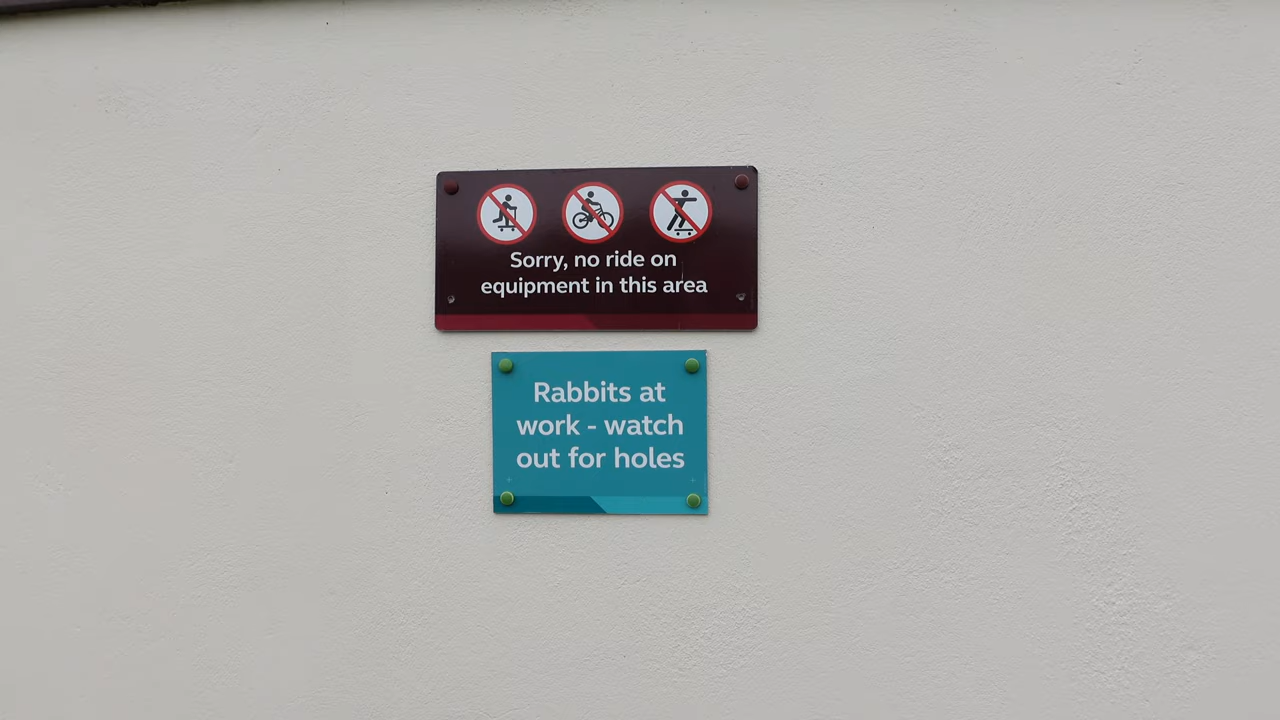 Sorry, no ride on
equipment in this area
Rabbits at
work - watch
out for holes